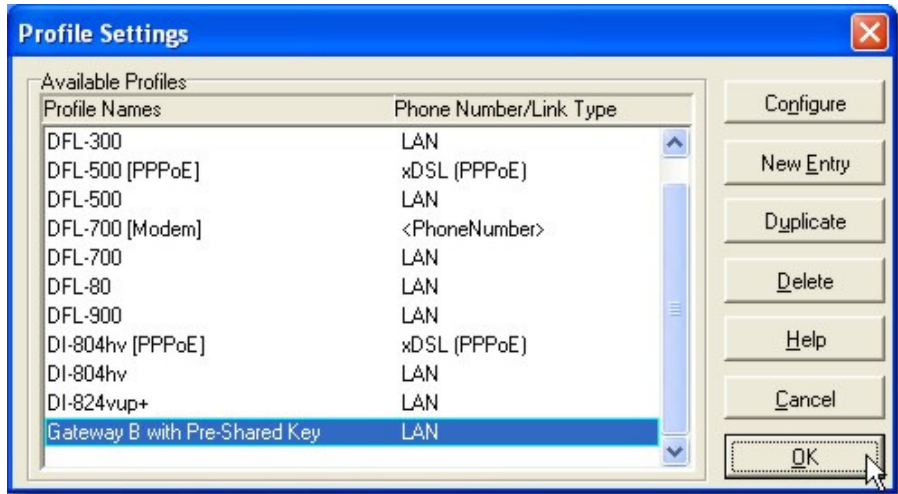 Profile Settings
Available Profiles
Profile Names Phone Number/Link Type
DFL-300 LAN
DFL-500 [PPPoE] xDSL (PPPoE)
DFL-500 LAN
DFL-700 [Modem] <PhoneNumber>
DFL-700 LAN
DFL-80 LAN
DFL-900 LAN
DI-804hv [PPPoE] xDSL (PPPoE)
DI-804hv LAN
DI-824vup+ LAN
Gateway B with Pre-Shared Key LAN
Configure
New Entry
Duplicate
Delete
Help
Cancel
OK